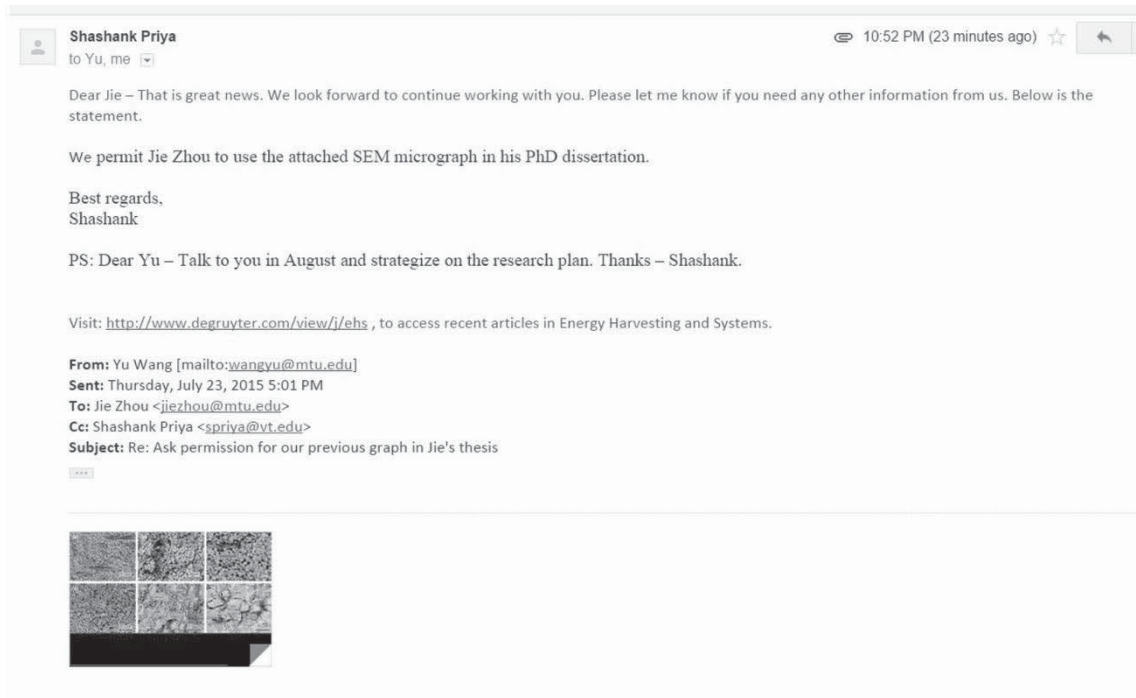 Shashank Priya
10:52 PM (23 minutes ago)
to Yu, me
Dear Jie – That is great news. We look forward to continue working with you. Please let me know if you need any other information from us. Below is the
statement.
We permit Jie Zhou to use the attached SEM micrograph in his PhD dissertation.
Best regards,
Shashank
PS: Dear Yu – Talk to you in August and strategize on the research plan. Thanks – Shashank.
Visit: http://www.degruyter.com/view/j/ehs , to access recent articles in Energy Harvesting and Systems.
From: Yu Wang [mailto:wangyu@mtu.edu]
Sent: Thursday, July 23, 2015 5:01 PM
To: Jie Zhou <jiezhou@mtu.edu>
Cc: Shashank Priya <spriya@vt.edu>
Subject: Re: Ask permission for our previous graph in Jie's thesis